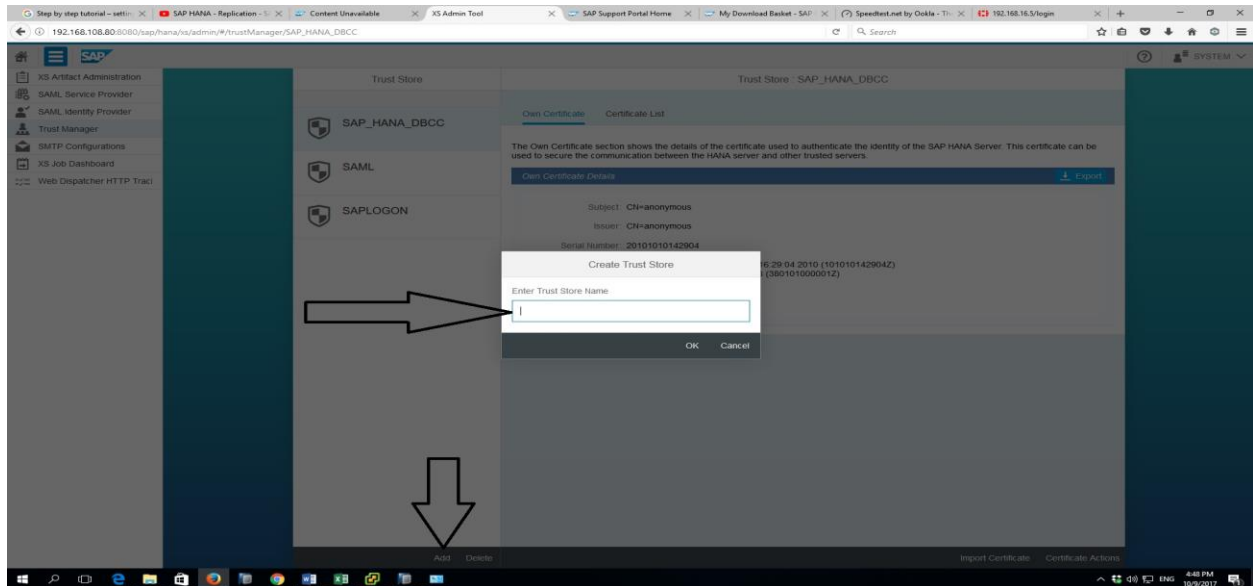 Step by step tutorial – settin
SAP HANA - Replication - S
Content Unavailable
XS Admin Tool
SAP Support Portal Home
My Download Basket - SAP
Speedtest.net by Ookla - Th
192.168.16.5/login
192.168.108.80:8080/sap/hana/xs/admin/#/trustManager/SAP_HANA_DBCC
Search
SAP
SYSTEM
XS Artifact Administration
SAML Service Provider
SAML Identity Provider
Trust Manager
SMTP Configurations
XS Job Dashboard
Web Dispatcher HTTP Traci
Trust Store
SAP_HANA_DBCC
SAML
SAPLOGON
Add Delete
Trust Store : SAP_HANA_DBCC
Own Certificate Certificate List
The Own Certificate section shows the details of the certificate used to authenticate the identity of the SAP HANA Server. This certificate can be
used to secure the communication between the HANA server and other trusted servers.
Own Certificate Details
Export
Subject: CN=anonymous
Issuer: CN=anonymous
Serial Number: 20101010142904
16:29:04 2010 (101010142904Z)
(380101000001Z)
Create Trust Store
Enter Trust Store Name
OK Cancel
Import Certificate Certificate Actions
ENG
4:48 PM
10/9/2017